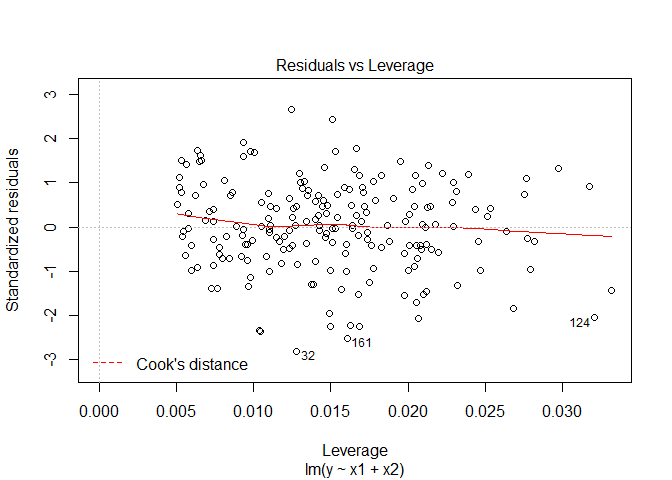 Residuals vs Leverage
Standardized residuals
3
2
1
0
-1
-2
-3
161
32
124
Cook's distance
0.000 0.005 0.010 0.015 0.020 0.025 0.030
Leverage
lm(y ~ x1 + x2)